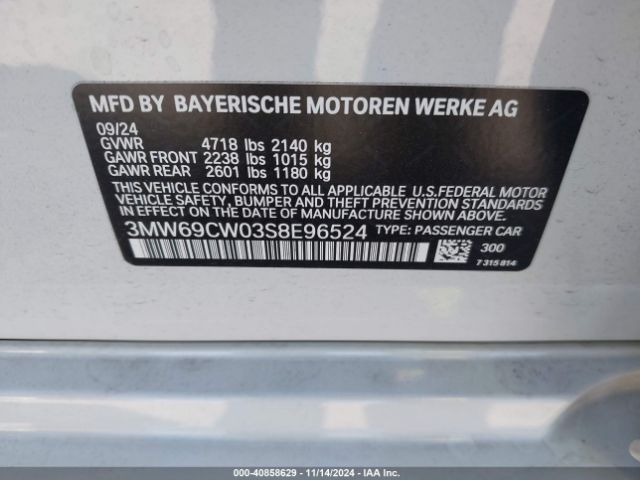 MFD BY BAYERISCHE MOTOREN WERKE AG
09/24
GVWR 4718 lbs 2140 kg
GAWR FRONT 2238 lbs 1015 kg
GAWR REAR 2601 lbs 1180 kg
THIS VEHICLE CONFORMS TO ALL APPLICABLE U.S.FEDERAL MOTOR
VEHICLE SAFETY, BUMPER AND THEFT PREVENTION STANDARDS
IN EFFECT ON THE DATE OF MANUFACTURE SHOWN ABOVE.
3MW69CW03S8E96524 TYPE: PASSENGER CAR
300
7 315 814
000-40858629 - 11/14/2024 - IAA Inc.